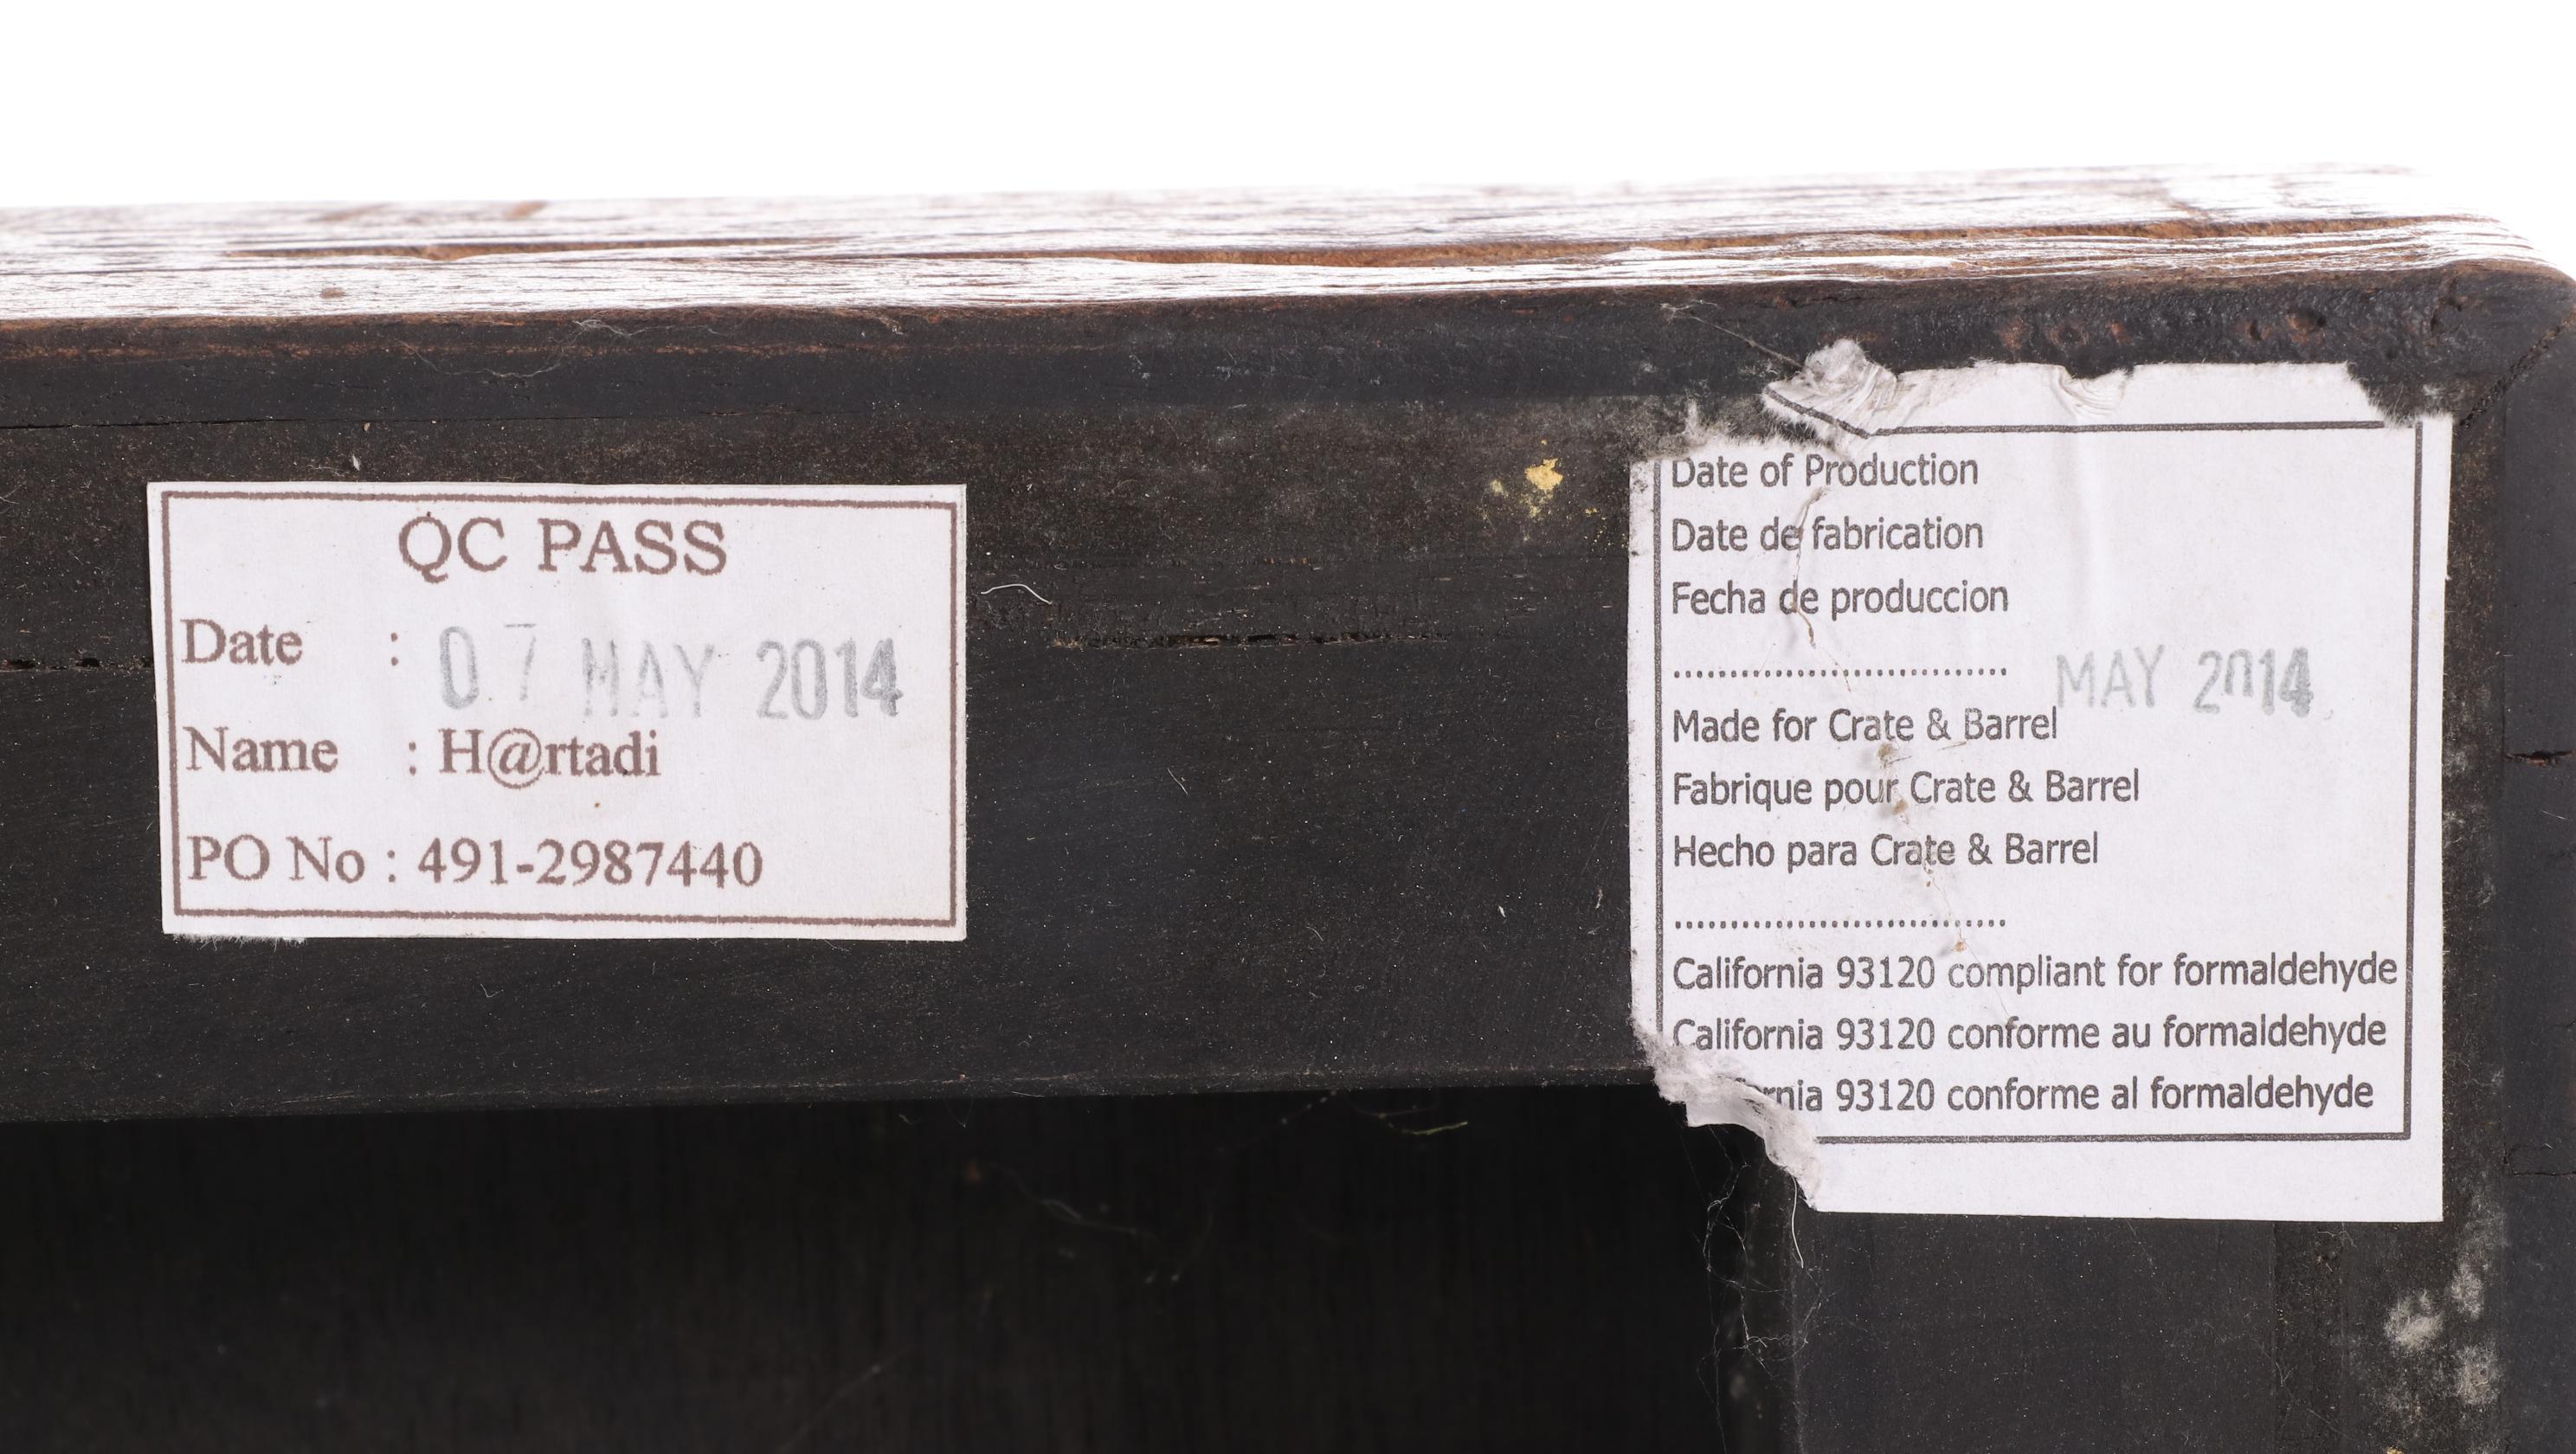 QC PASS
Date : 07 MAY 2014
Name : H@rtadi
PO No : 491-2987440
Date of Production
Date de fabrication
Fecha de produccion
.................................
MAY 2014
Made for Crate & Barrel
Fabrique pour Crate & Barrel
Hecho para Crate & Barrel
.................................
California 93120 compliant for formaldehyde
California 93120 conforme au formaldehyde
rnia 93120 conforme al formaldehyde